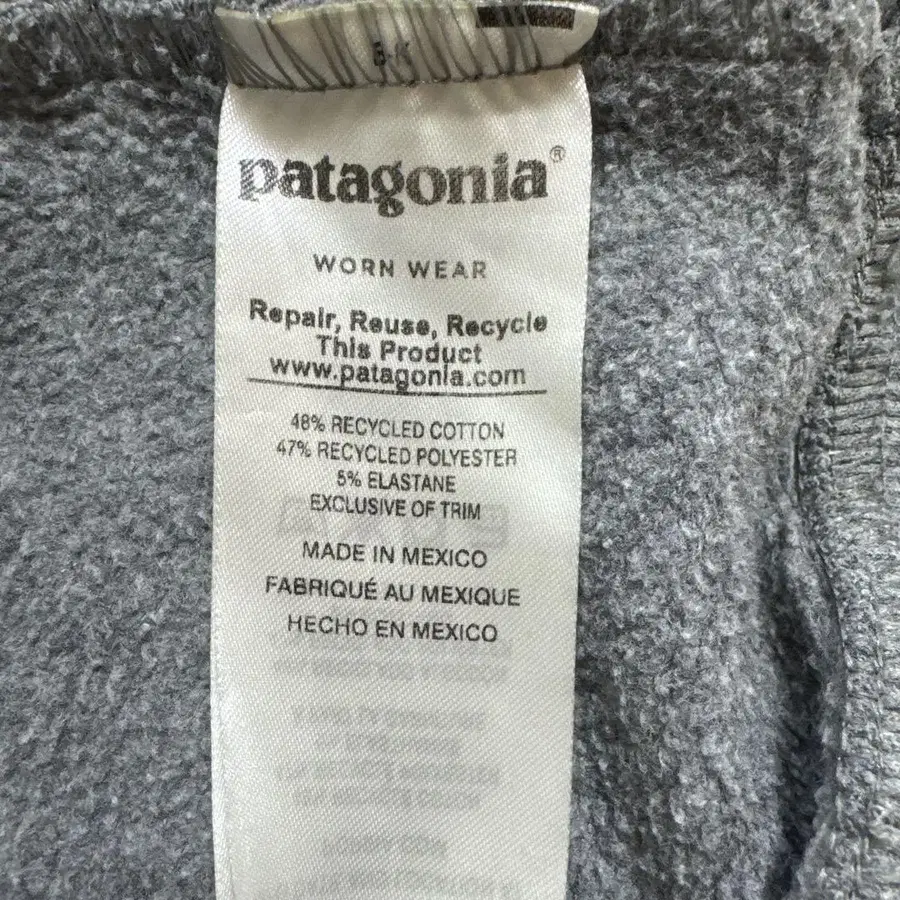 patagonia®
WORN WEAR
Repair, Reuse, Recycle
This Product
www.patagonia.com
48% RECYCLED COTTON
47% RECYCLED POLYESTER
5% ELASTANE
EXCLUSIVE OF TRIM
MADE IN MEXICO
FABRIQUÉ AU MEXIQUE
HECHO EN MEXICO